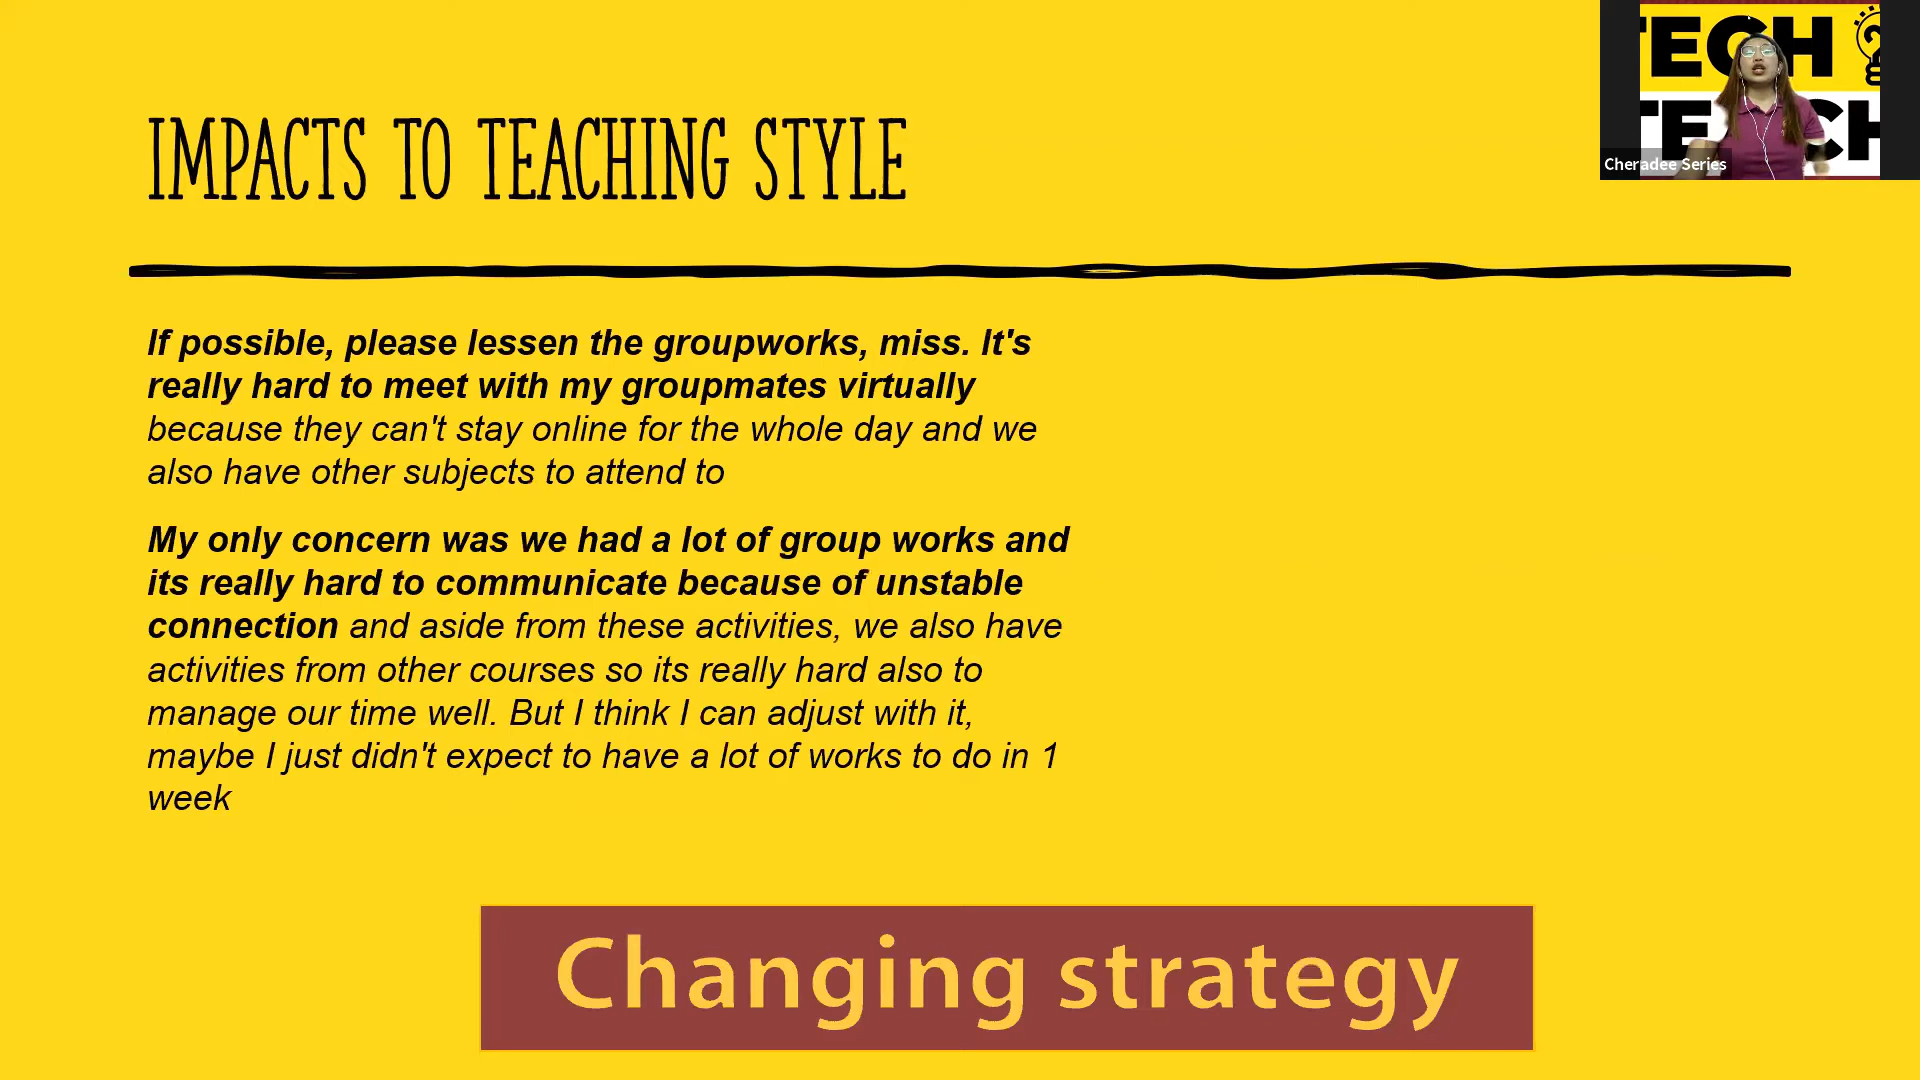 TECH
TEACH
Cheradee Series
IMPACTS TO TEACHING STYLE
If possible, please lessen the groupworks, miss. It's
really hard to meet with my groupmates virtually
because they can't stay online for the whole day and we
also have other subjects to attend to
My only concern was we had a lot of group works and
its really hard to communicate because of unstable
connection and aside from these activities, we also have
activities from other courses so its really hard also to
manage our time well. But I think I can adjust with it,
maybe I just didn't expect to have a lot of works to do in 1
week
Changing strategy